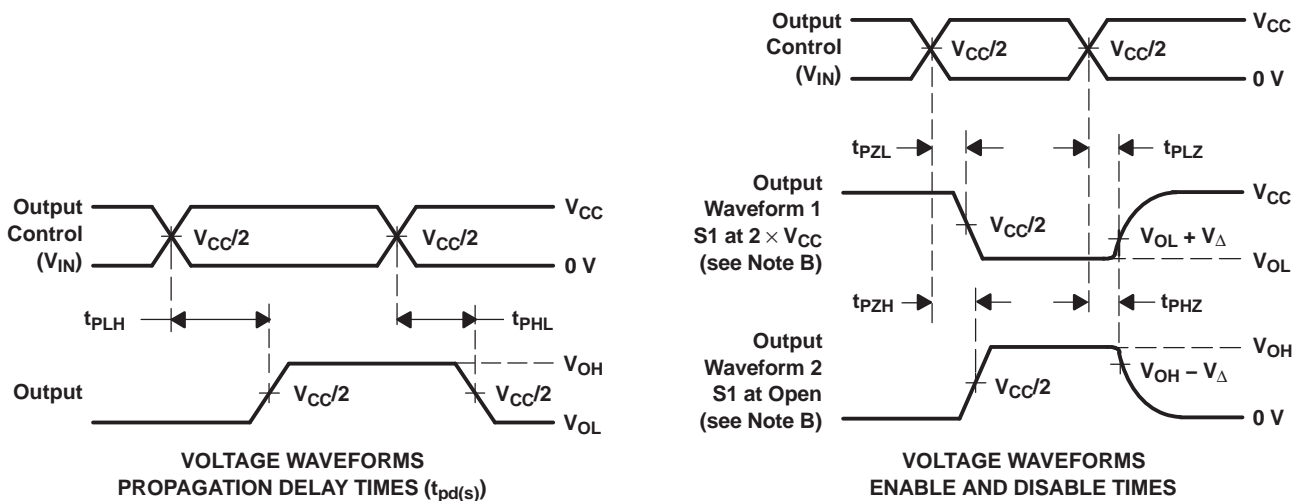 Output
Control
(VIN)
VCC
VCC/2
VCC/2
0 V
tPLH
tPHL
Output
VOH
VCC/2
VCC/2
VOL
VOLTAGE WAVEFORMS
PROPAGATION DELAY TIMES (tpd(s))
Output
Control
(VIN)
VCC
VCC/2
VCC/2
0 V
tPZL
tPLZ
Output
Waveform 1
S1 at 2 × VCC
(see Note B)
VCC
VCC/2
VOL + VΔ
VOL
tPZH
tPHZ
Output
Waveform 2
S1 at Open
(see Note B)
VOH
VOH – VΔ
VCC/2
0 V
VOLTAGE WAVEFORMS
ENABLE AND DISABLE TIMES